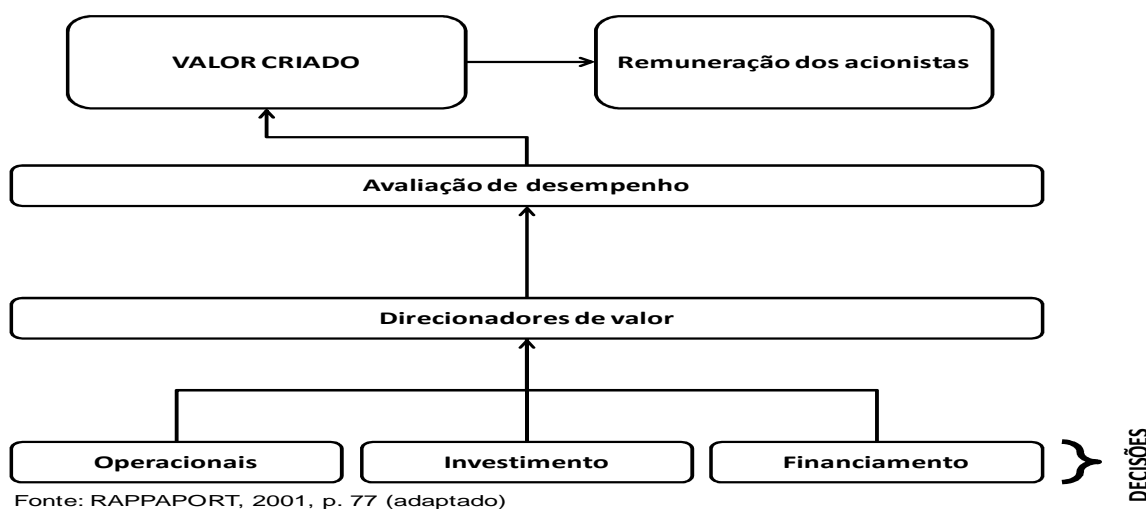 VALOR CRIADO
Remuneração dos acionistas
Avaliação de desempenho
Direcionadores de valor
Operacionais
Investimento
Financiamento
DECISÕES
Fonte: RAPPAPORT, 2001, p. 77 (adaptado)